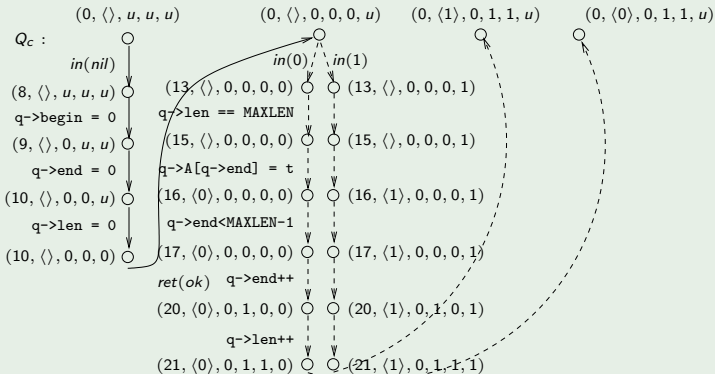 (0, ⟨⟩, u, u, u)
(0, ⟨⟩, 0, 0, 0, u)
(0, ⟨1⟩, 0, 1, 1, u)
(0, ⟨0⟩, 0, 1, 1, u)
Q_c :
in(nil)
in(0)
in(1)
(8, ⟨⟩, u, u, u)
(13, ⟨⟩, 0, 0, 0, 0)
(13, ⟨⟩, 0, 0, 0, 1)
q->begin = 0
q->len == MAXLEN
(9, ⟨⟩, 0, u, u)
(15, ⟨⟩, 0, 0, 0, 0)
(15, ⟨⟩, 0, 0, 0, 1)
q->end = 0
q->A[q->end] = t
(10, ⟨⟩, 0, 0, u)
(16, ⟨0⟩, 0, 0, 0, 0)
(16, ⟨1⟩, 0, 0, 0, 1)
q->len = 0
q->end<MAXLEN-1
(10, ⟨⟩, 0, 0, 0)
(17, ⟨0⟩, 0, 0, 0, 0)
(17, ⟨1⟩, 0, 0, 0, 1)
ret(ok)
q->end++
(20, ⟨0⟩, 0, 1, 0, 0)
(20, ⟨1⟩, 0, 1, 0, 1)
q->len++
(21, ⟨0⟩, 0, 1, 1, 0)
(21, ⟨1⟩, 0, 1, 1, 1)